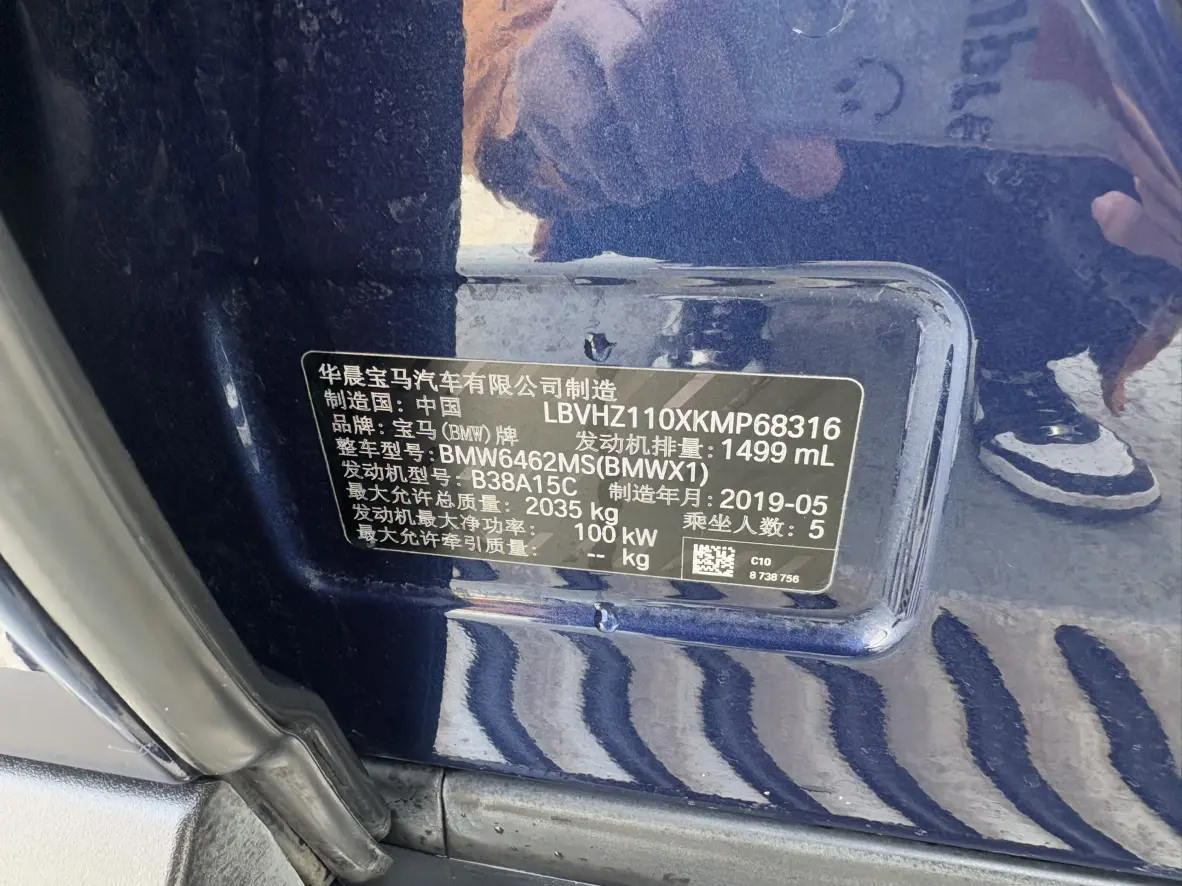 华晨宝马汽车有限公司制造
制造国：中国 LBVHZ110XKMP68316
品牌：宝马(BMW)牌 发动机排量：1499 mL
整车型号：BMW6462MS(BMWX1)
发动机型号：B38A15C 制造年月：2019-05
最大允许总质量：2035 kg 乘坐人数：5
发动机最大净功率：100 kW
最大允许牵引质量：-- kg
C10
8 738 756